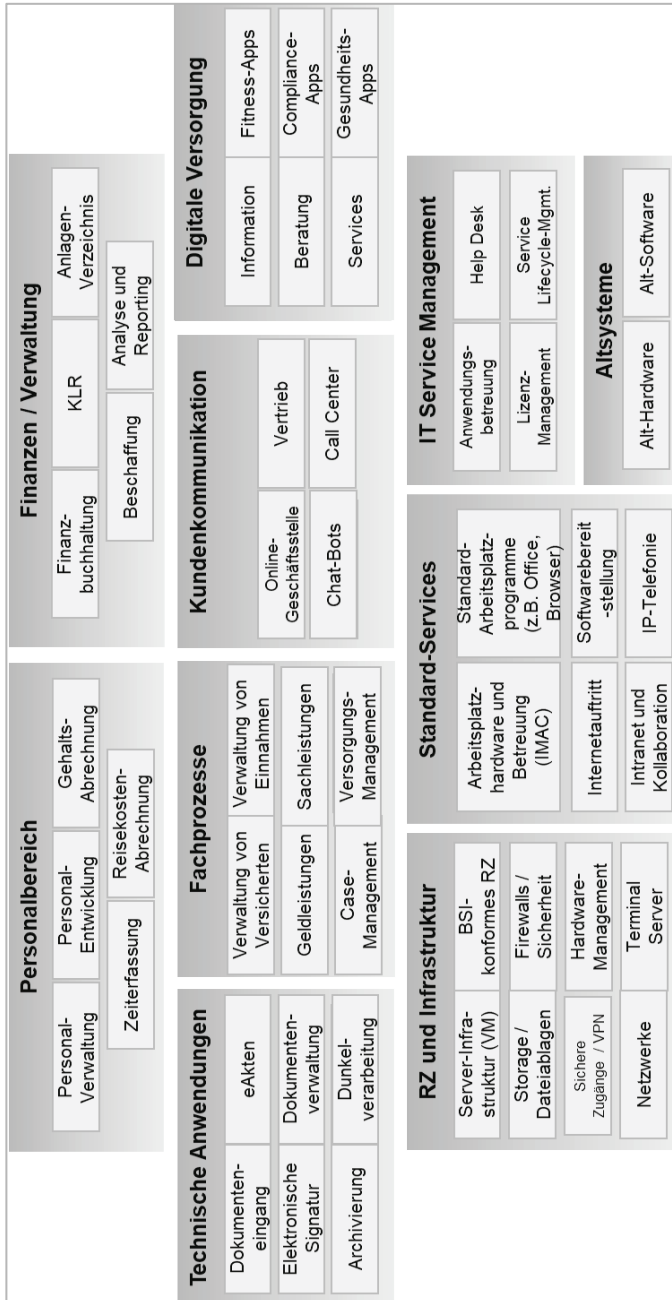 Personalbereich
Personal-
Verwaltung
Personal-
Entwicklung
Gehalts-
Abrechnung
Zeiterfassung
Reisekosten-
Abrechnung
Finanzen / Verwaltung
Finanz-
buchhaltung
KLR
Anlagen-
Verzeichnis
Beschaffung
Analyse und
Reporting
Technische Anwendungen
Dokumenten-
eingang
eAkten
Elektronische
Signatur
Dokumenten-
verwaltung
Archivierung
Dunkel-
verarbeitung
Fachprozesse
Verwaltung von
Versicherten
Verwaltung von
Einnahmen
Geldleistungen
Sachleistungen
Case-
Management
Versorgungs-
Management
Kundenkommunikation
Online-
Geschäftsstelle
Vertrieb
Chat-Bots
Call Center
Digitale Versorgung
Information
Fitness-Apps
Beratung
Compliance-
Apps
Services
Gesundheits-
Apps
RZ und Infrastruktur
Server-Infra-
struktur (VM)
BSI-
konformes RZ
Storage /
Dateiablagen
Firewalls /
Sicherheit
Sichere
Zugänge / VPN
Hardware-
Management
Netzwerke
Terminal
Server
Standard-Services
Arbeitsplatz-
hardware und
Betreuung
(IMAC)
Standard-
Arbeitsplatz-
programme
(z.B. Office,
Browser)
Internetauftritt
Softwarebereit
-stellung
Intranet und
Kollaboration
IP-Telefonie
IT Service Management
Anwendungs-
betreuung
Help Desk
Lizenz-
Management
Service
Lifecycle-Mgmt.
Altsysteme
Alt-Hardware
Alt-Software